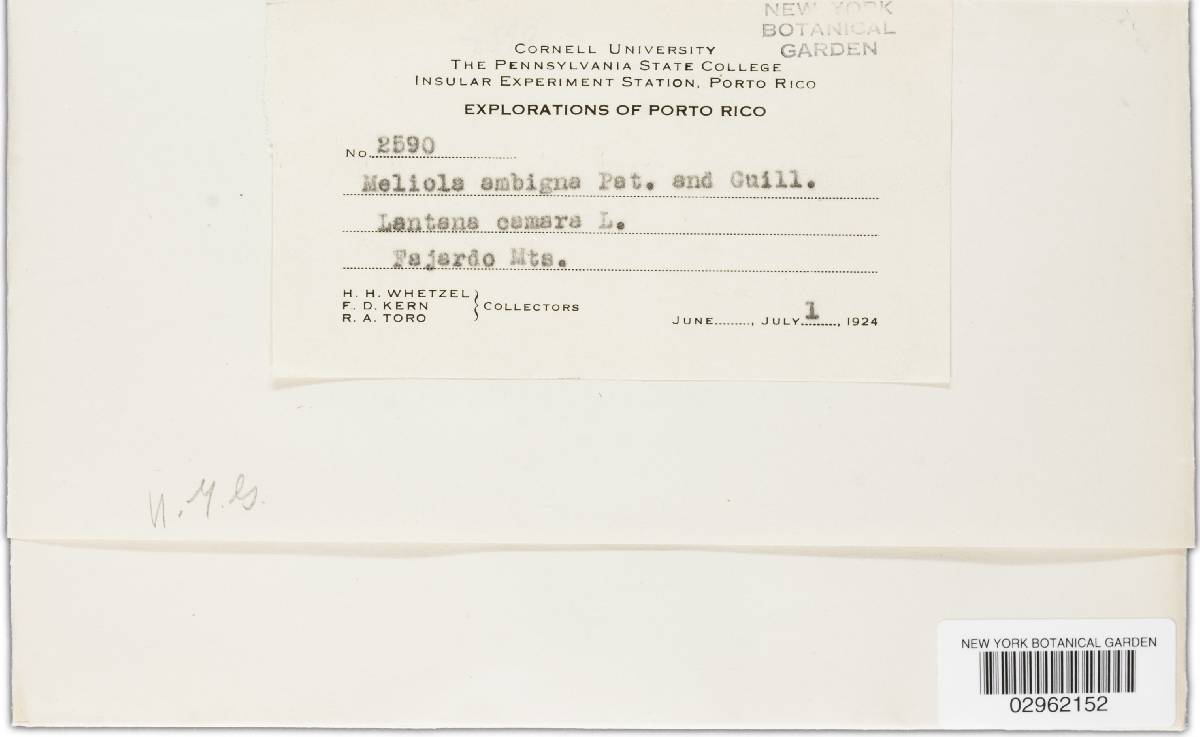 NEW YORK
BOTANICAL
GARDEN
CORNELL UNIVERSITY
THE PENNSYLVANIA STATE COLLEGE
INSULAR EXPERIMENT STATION, PORTO RICO
EXPLORATIONS OF PORTO RICO
No. 2590
Meliola ambigna Pat. and Guill.
Lantana camara L.
Fajardo Mts.
H. H. WHETZEL
F. D. KERN
R. A. TORO
COLLECTORS
JUNE........., JULY 1, 1924
N.Y.G.
NEW YORK BOTANICAL GARDEN
02962152